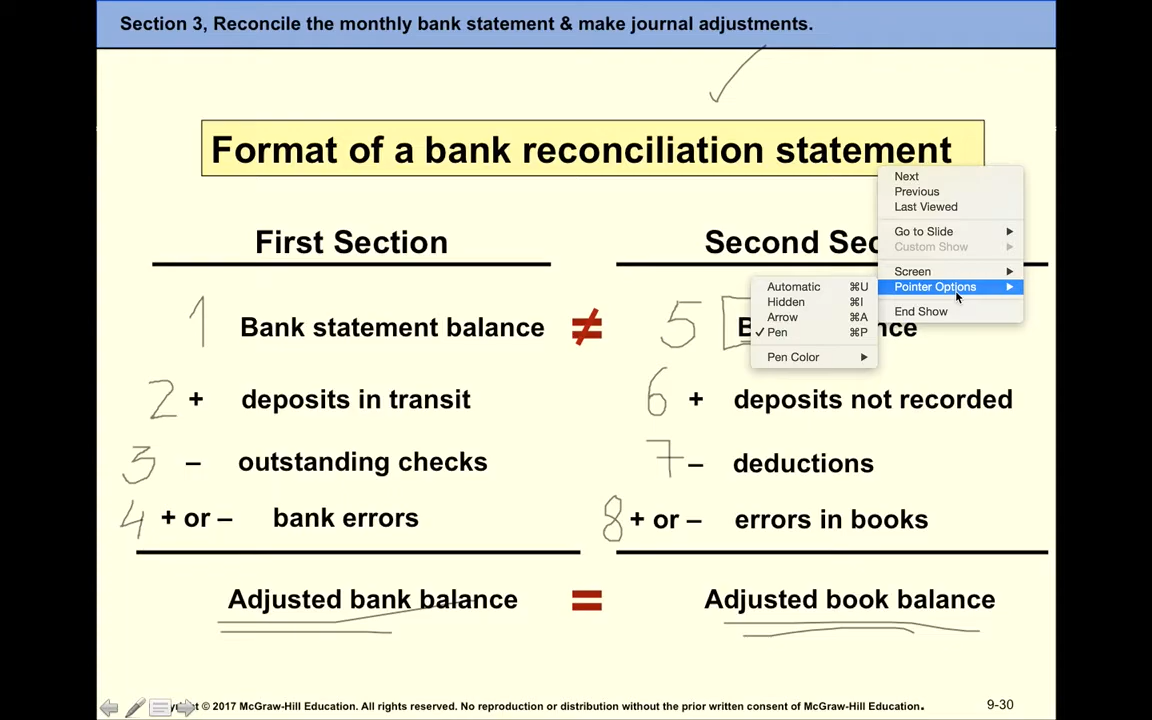 Section 3, Reconcile the monthly bank statement & make journal adjustments.
Format of a bank reconciliation statement
Next
Previous
Last Viewed
Go to Slide
Custom Show
Screen
Pointer Options
End Show
Automatic ⌘U
Hidden ⌘I
Arrow ⌘A
✓ Pen ⌘P
Pen Color
First Section
Second
1 Bank statement balance ≠ 5
2 + deposits in transit
6 + deposits not recorded
3 – outstanding checks
7 – deductions
4 + or – bank errors
8 + or – errors in books
Adjusted bank balance = Adjusted book balance
© 2017 McGraw-Hill Education. All rights reserved. No reproduction or distribution without the prior written consent of McGraw-Hill Education.
9-30